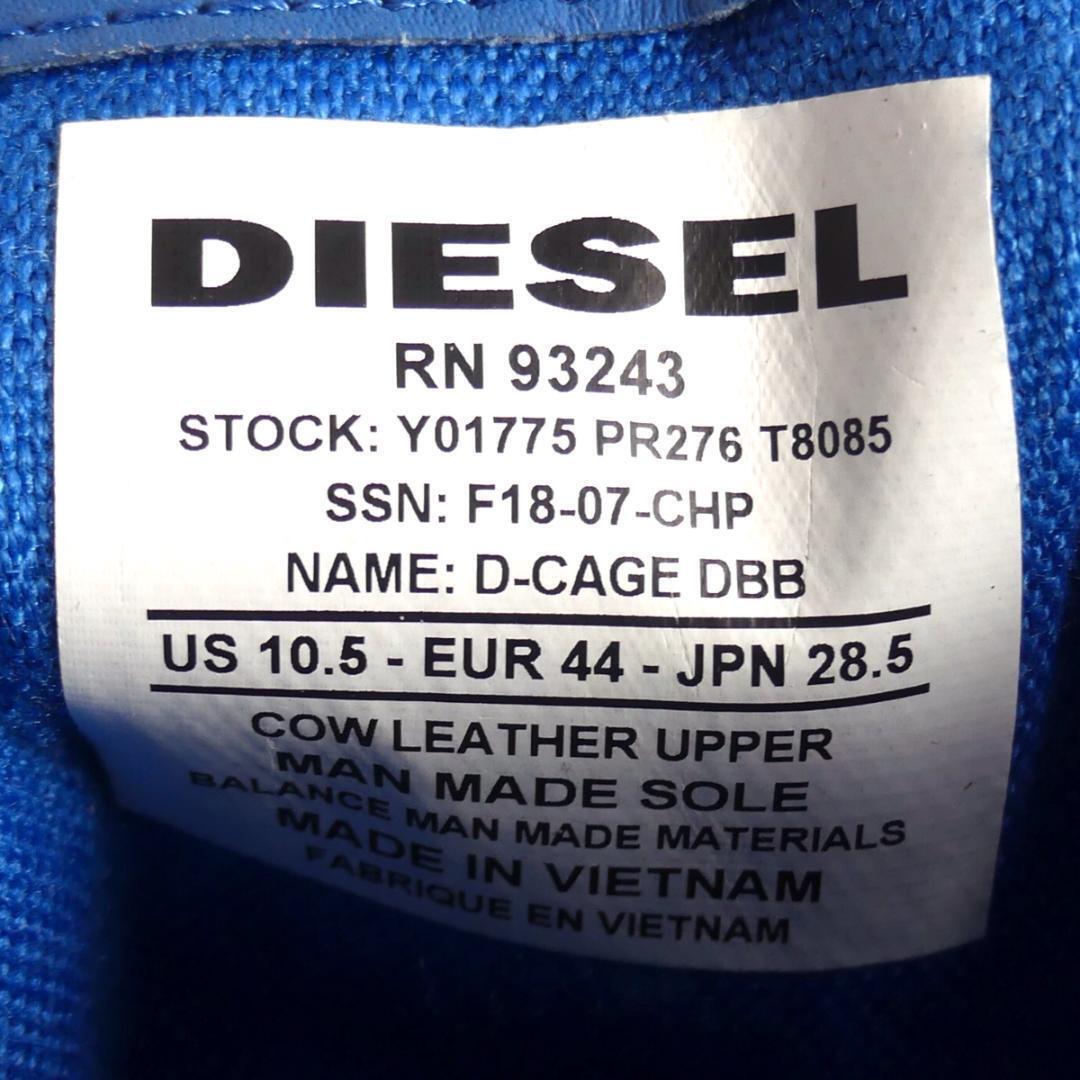 DIESEL
RN 93243
STOCK: Y01775 PR276 T8085
SSN: F18-07-CHP
NAME: D-CAGE DBB
US 10.5 - EUR 44 - JPN 28.5
COW LEATHER UPPER
MAN MADE SOLE
BALANCE MAN MADE MATERIALS
MADE IN VIETNAM
FABRIQUE EN VIETNAM